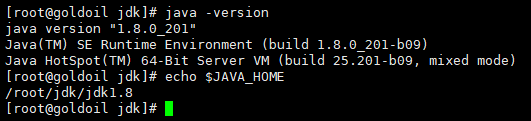 [root@goldoil jdk]# java -version
java version "1.8.0_201"
Java(TM) SE Runtime Environment (build 1.8.0_201-b09)
Java HotSpot(TM) 64-Bit Server VM (build 25.201-b09, mixed mode)
[root@goldoil jdk]# echo $JAVA_HOME
/root/jdk/jdk1.8
[root@goldoil jdk]#